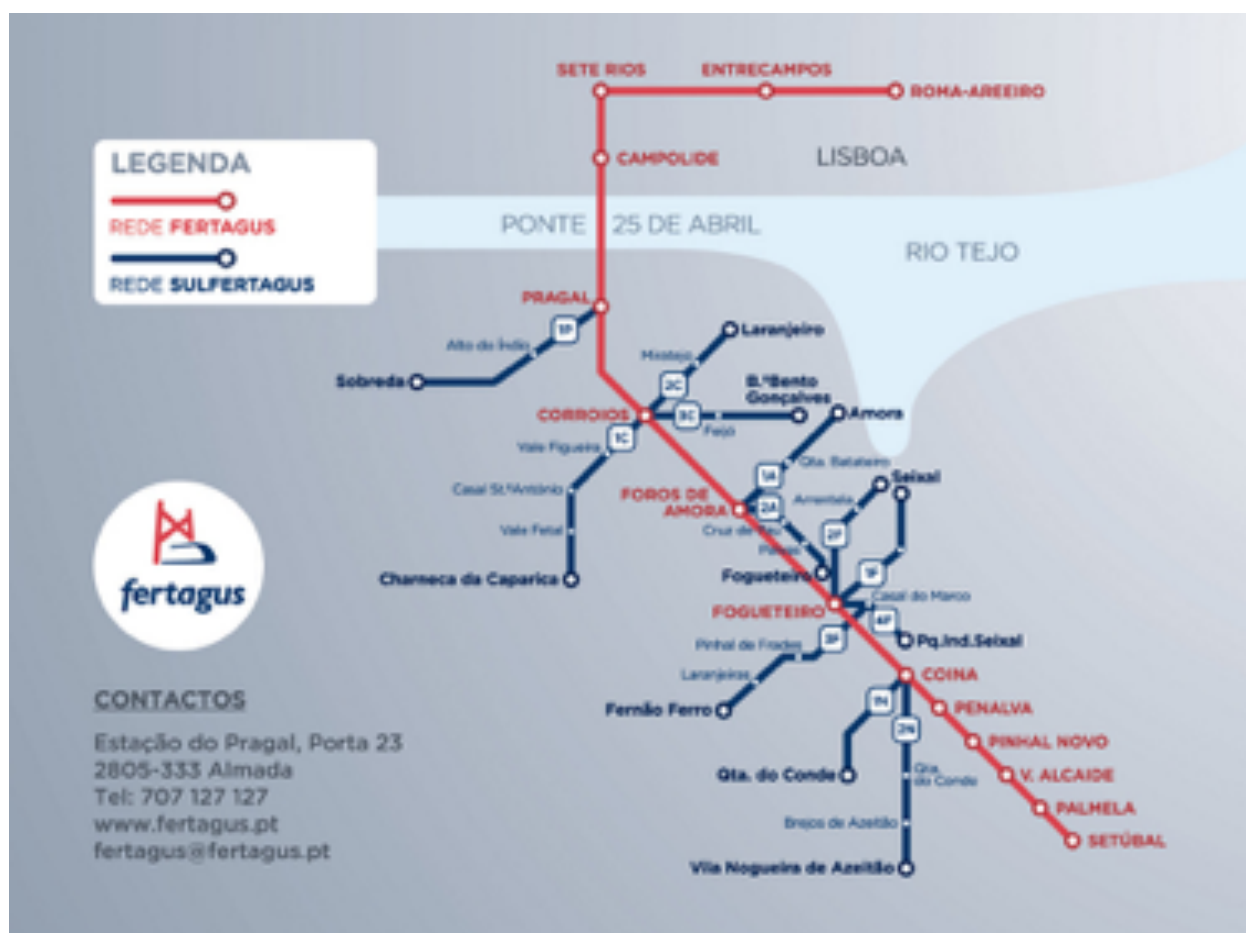 SETE RIOS
ENTRECAMPOS
ROMA-AREEIRO
CAMPOLIDE
LISBOA
LEGENDA
REDE FERTAGUS
REDE SULFERTAGUS
PONTE 25 DE ABRIL
RIO TEJO
PRAGAL
1P
Alto do Índio
Sobreda
Laranjeiro
Miratejo
2C
B.ºBento
Gonçalves
3C
Feijó
CORROIOS
1C
Vale Figueira
Casal St.ºAntónio
Vale Fetal
Charneca da Caparica
Amora
Qta. Batateiro
1A
FOROS DE
AMORA
2A
Cruz de Pau
Paivas
Fogueteiro
Seixal
Arrentela
2F
1F
Casal do Marco
FOGUETEIRO
4F
Pq.Ind.Seixal
3F
Pinhal de Frades
Laranjeiras
Fernão Ferro
COINA
1N
2N
Qta. do Conde
Qta.
do Conde
Brejos de Azeitão
Vila Nogueira de Azeitão
PENALVA
PINHAL NOVO
V. ALCAIDE
PALMELA
SETÚBAL
fertagus
CONTACTOS
Estação do Pragal, Porta 23
2805-333 Almada
Tel: 707 127 127
www.fertagus.pt
fertagus@fertagus.pt